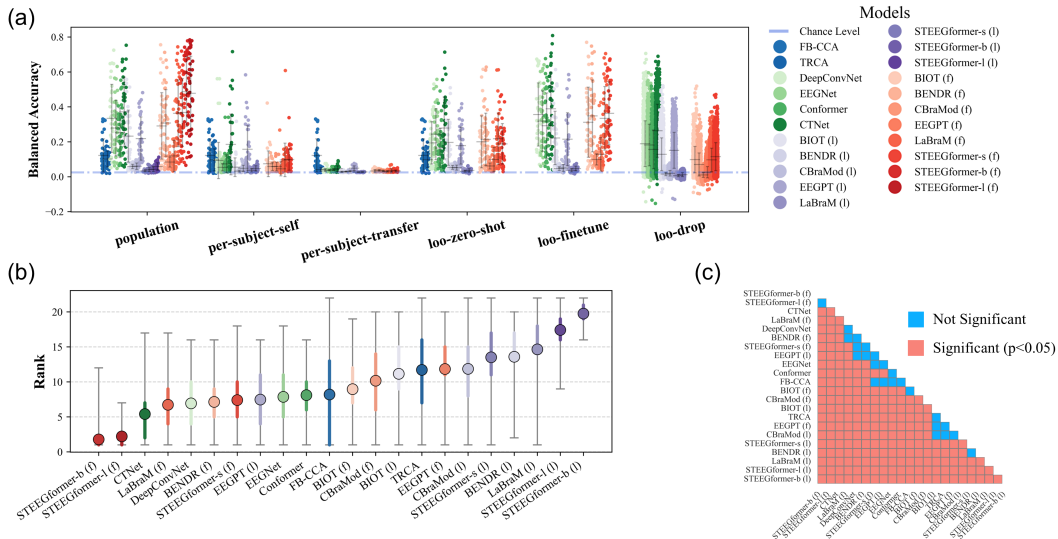 (a)
Balanced Accuracy
0.8
0.6
0.4
0.2
0.0
−0.2
population
per-subject-self
per-subject-transfer
loo-zero-shot
loo-finetune
loo-drop
Models
Chance Level
FB-CCA
TRCA
DeepConvNet
EEGNet
Conformer
CTNet
BIOT (l)
BENDR (l)
CBraMod (l)
EEGPT (l)
LaBraM (l)
STEEGformer-s (l)
STEEGformer-b (l)
STEEGformer-l (l)
BIOT (f)
BENDR (f)
CBraMod (f)
EEGPT (f)
LaBraM (f)
STEEGformer-s (f)
STEEGformer-b (f)
STEEGformer-l (f)
(b)
Rank
20
15
10
5
0
STEEGformer-b (f)
STEEGformer-l (f)
CTNet
LaBraM (f)
DeepConvNet
BENDR (f)
STEEGformer-s (f)
EEGPT (l)
EEGNet
Conformer
FB-CCA
BIOT (f)
CBraMod (f)
BIOT (l)
TRCA
EEGPT (f)
CBraMod (l)
STEEGformer-s (l)
BENDR (l)
LaBraM (l)
STEEGformer-l (l)
STEEGformer-b (l)
(c)
Not Significant
Significant (p<0.05)
STEEGformer-b (f)
STEEGformer-l (f)
CTNet
LaBraM (f)
DeepConvNet
BENDR (f)
STEEGformer-s (f)
EEGPT (l)
EEGNet
Conformer
FB-CCA
BIOT (f)
CBraMod (f)
BIOT (l)
TRCA
EEGPT (f)
CBraMod (l)
STEEGformer-s (l)
BENDR (l)
LaBraM (l)
STEEGformer-l (l)
STEEGformer-b (l)